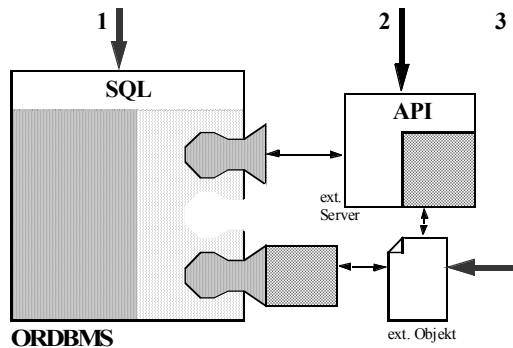 1
2
3
SQL
API
ext.
Server
ORDBMS
ext. Objekt